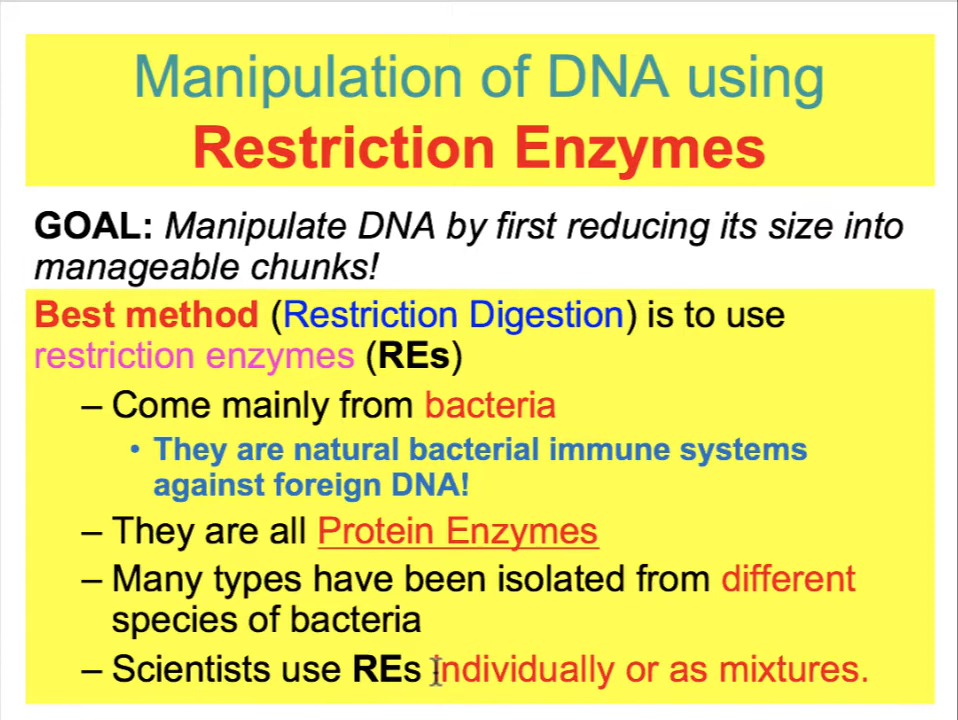 Manipulation of DNA using
Restriction Enzymes
GOAL: Manipulate DNA by first reducing its size into
manageable chunks!
Best method (Restriction Digestion) is to use
restriction enzymes (REs)
– Come mainly from bacteria
• They are natural bacterial immune systems
against foreign DNA!
– They are all Protein Enzymes
– Many types have been isolated from different
species of bacteria
– Scientists use REs individually or as mixtures.